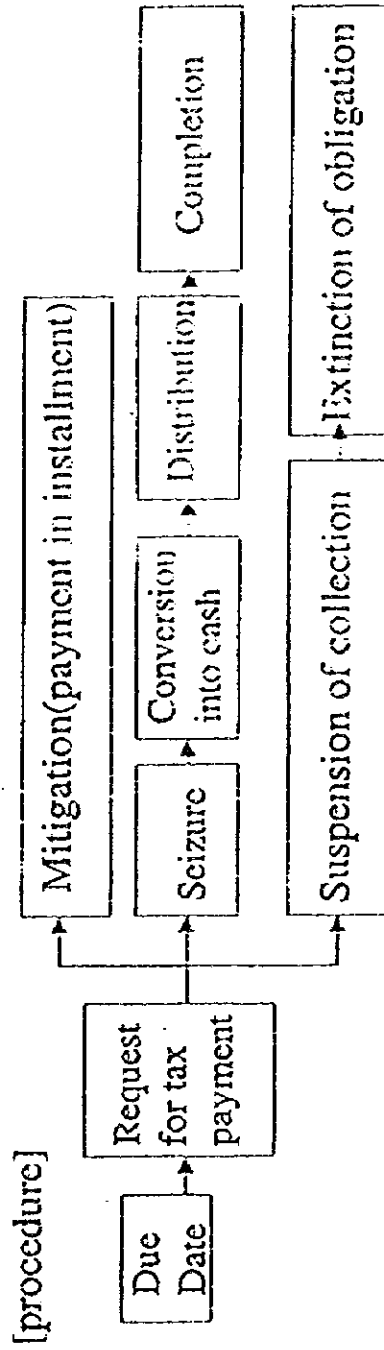 [procedure]
Due
Date
Request
for tax
payment
Mitigation(payment in installment)
Seizure
Conversion
into cash
Distribution
Completion
Suspension of collection
Extinction of obligation